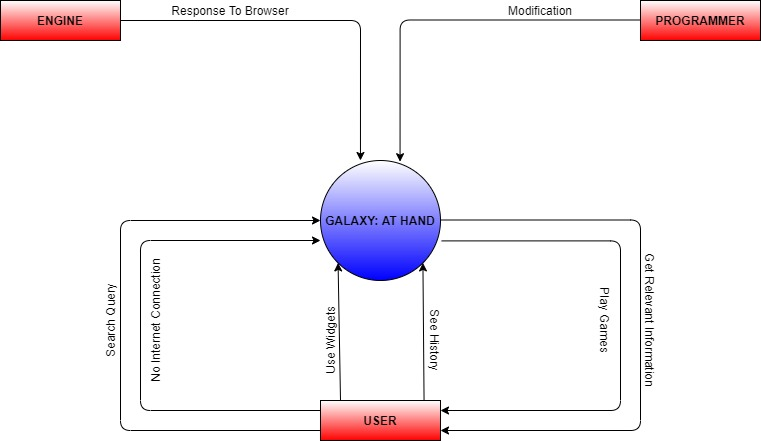 ENGINE
Response To Browser
Modification
PROGRAMMER
GALAXY: AT HAND
Search Query
No Internet Connection
Use Widgets
See History
Play Games
Get Relevant Information
USER